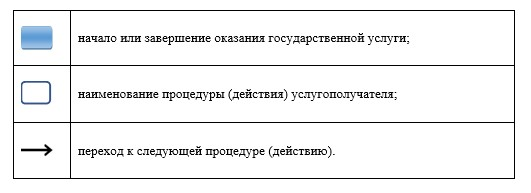 начало или завершение оказания государственной услуги;
наименование процедуры (действия) услугополучателя;
переход к следующей процедуре (действию).